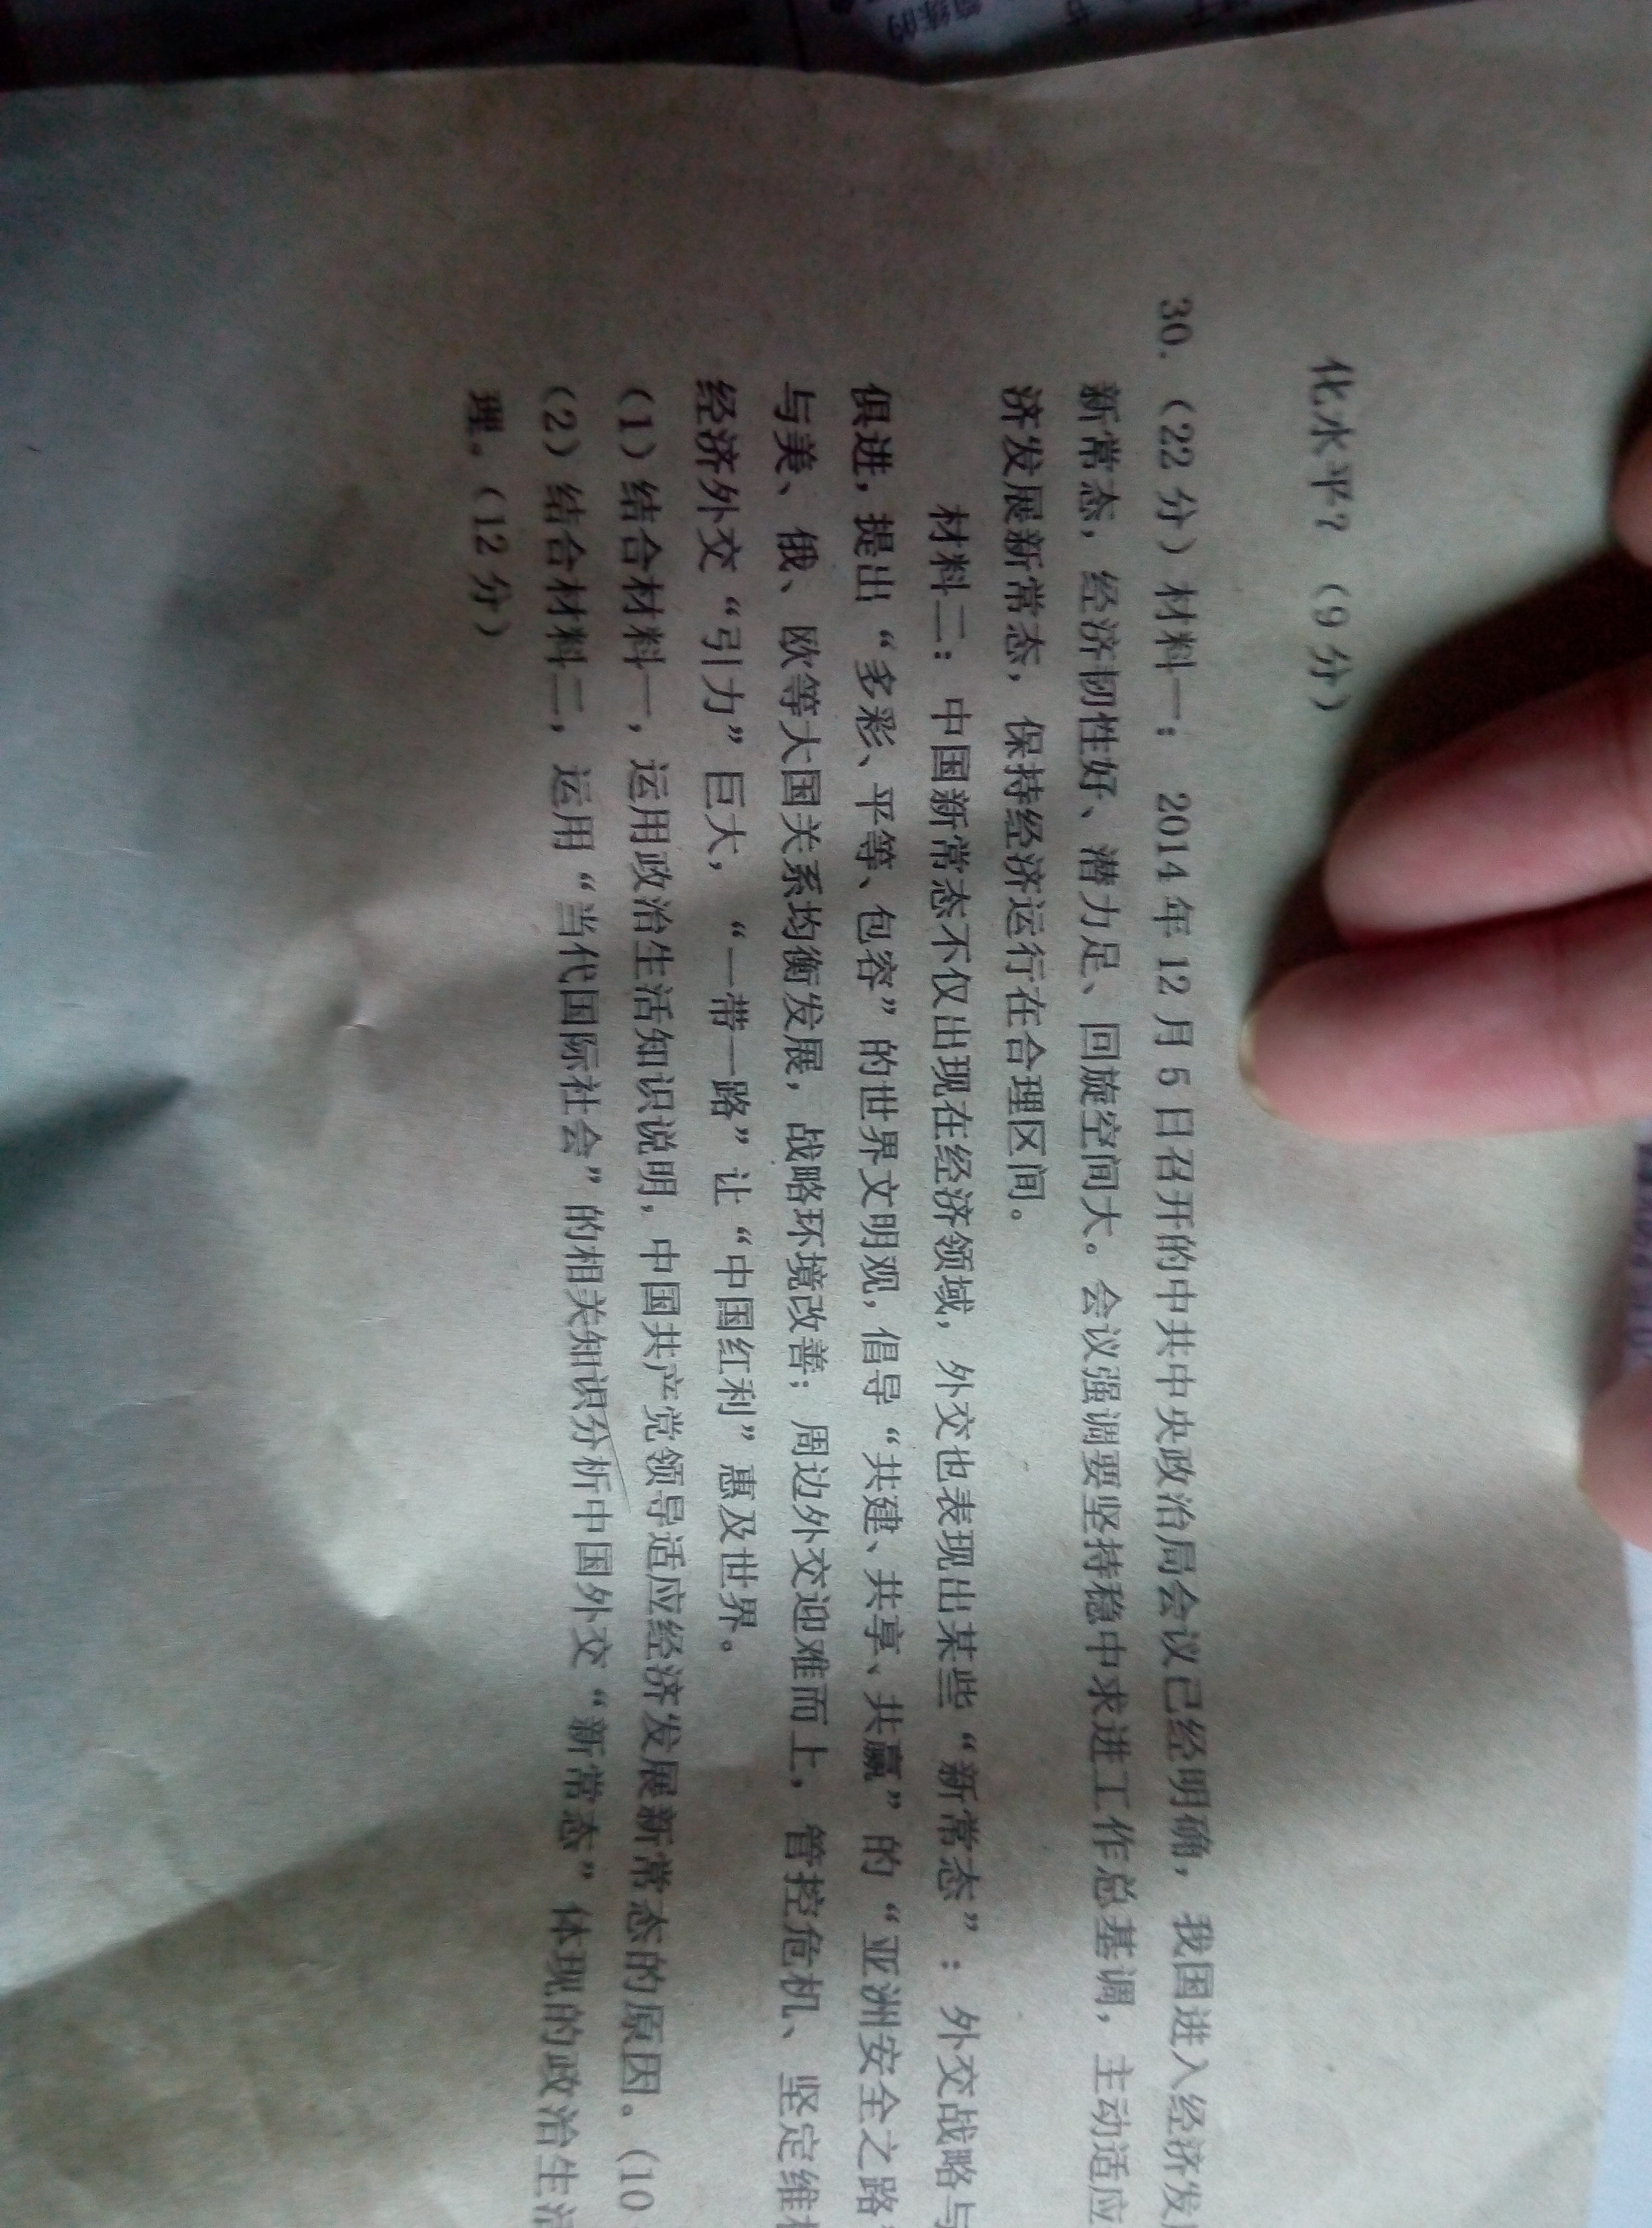 化水平？（9分）
30.（22分）材料一： 2014年12月5日召开的中共中央政治局会议已经明确，我国进入经济发
新常态，经济韧性好、潜力足、回旋空间大。会议强调要坚持稳中求进工作总基调，主动适应
济发展新常态，保持经济运行在合理区间。
材料二：中国新常态不仅出现在经济领域，外交也表现出某些“新常态”：外交战略与
俱进，提出“多彩、平等、包容”的世界文明观，倡导“共建、共享、共赢”的“亚洲安全之路
与美、俄、欧等大国关系均衡发展，战略环境改善；周边外交迎难而上，管控危机、坚定维
经济外交“引力”巨大，“一带一路”让“中国红利”惠及世界。
（1）结合材料一，运用政治生活知识说明，中国共产党领导适应经济发展新常态的原因。（10
（2）结合材料二，运用“当代国际社会”的相关知识分析中国外交“新常态”体现的政治生活
理。（12分）